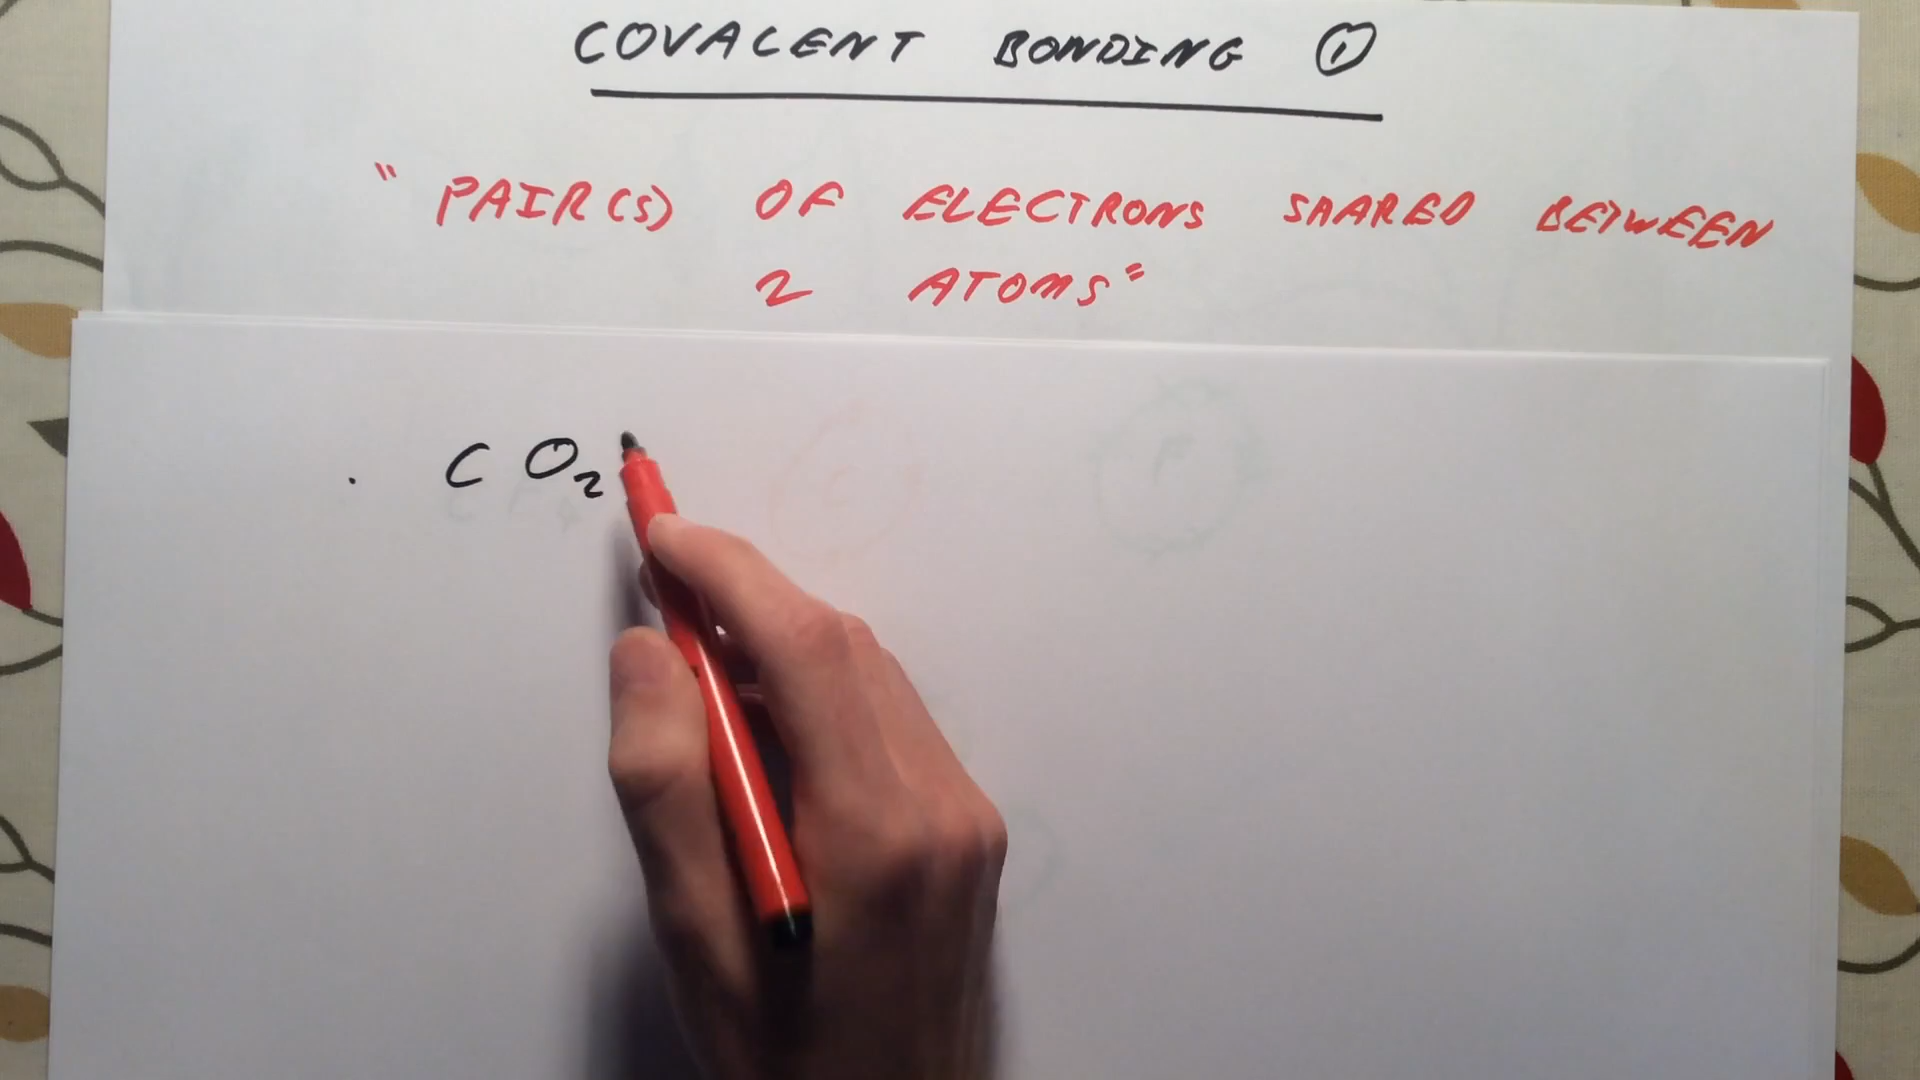 COVALENT BONDING ①
" PAIR(S) OF ELECTRONS SHARED BETWEEN
2 ATOMS"
. CO₂